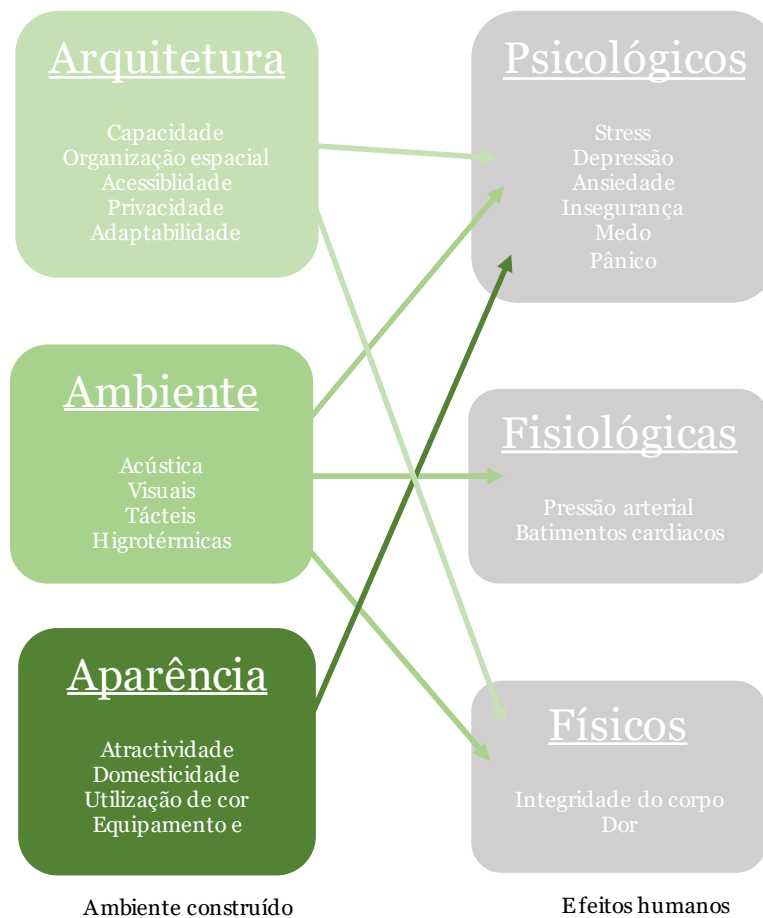 Arquitetura
Capacidade
Organização espacial
Acessiblidade
Privacidade
Adaptabilidade
Ambiente
Acústica
Visuais
Tácteis
Higrotérmicas
Aparência
Atractividade
Domesticidade
Utilização de cor
Equipamento e
Ambiente construído
Psicológicos
Stress
Depressão
Ansiedade
Insegurança
Medo
Pânico
Fisiológicas
Pressão arterial
Batimentos cardiacos
Físicos
Integridade do corpo
Dor
Efeitos humanos